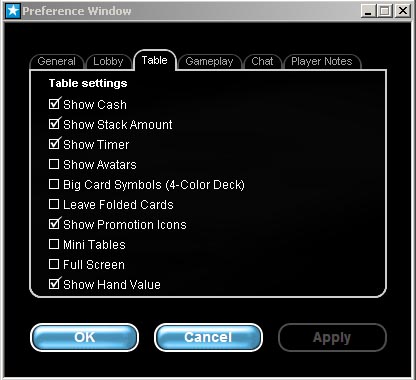 Preference Window
General Lobby Table Gameplay Chat Player Notes
Table settings
Show Cash
Show Stack Amount
Show Timer
Show Avatars
Big Card Symbols (4-Color Deck)
Leave Folded Cards
Show Promotion Icons
Mini Tables
Full Screen
Show Hand Value
OK Cancel Apply